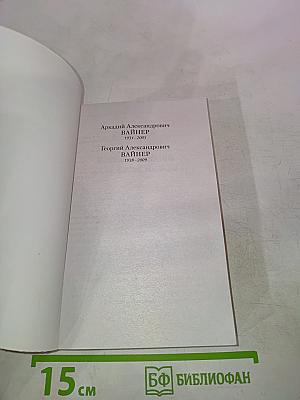 Аркадий Александрович
ВАЙНЕР
1931–2005
Георгий Александрович
ВАЙНЕР
1938–2009
15 см
БФ БИБЛИОФАН